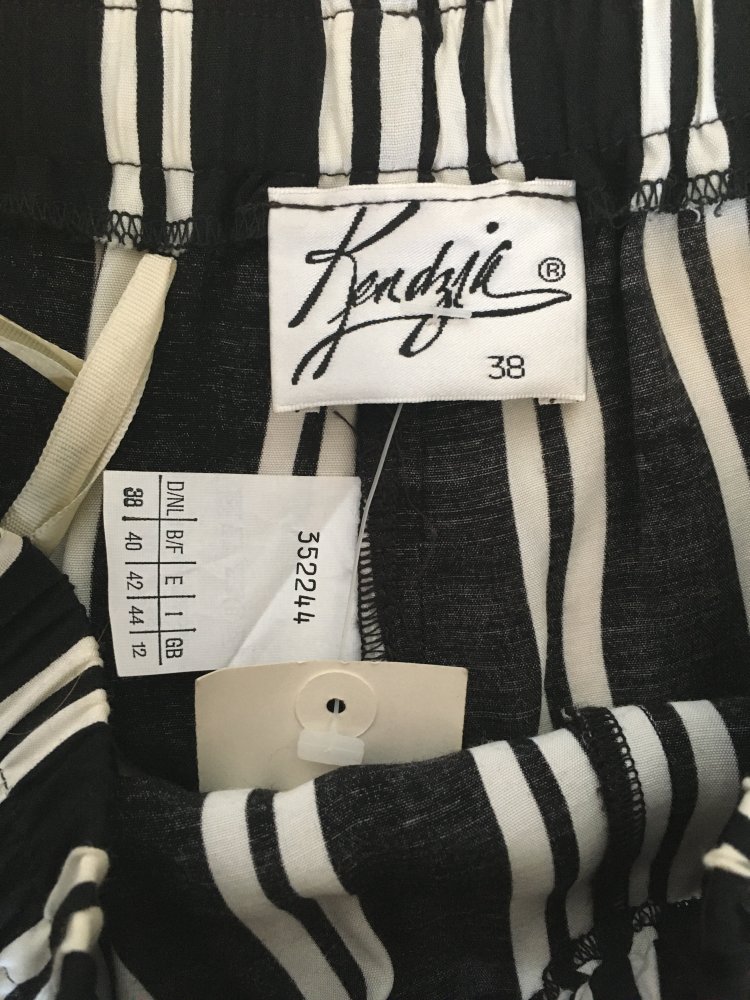 Kendzia ®
38
352244
D/NL B/F E I GB
38 40 42 44 12